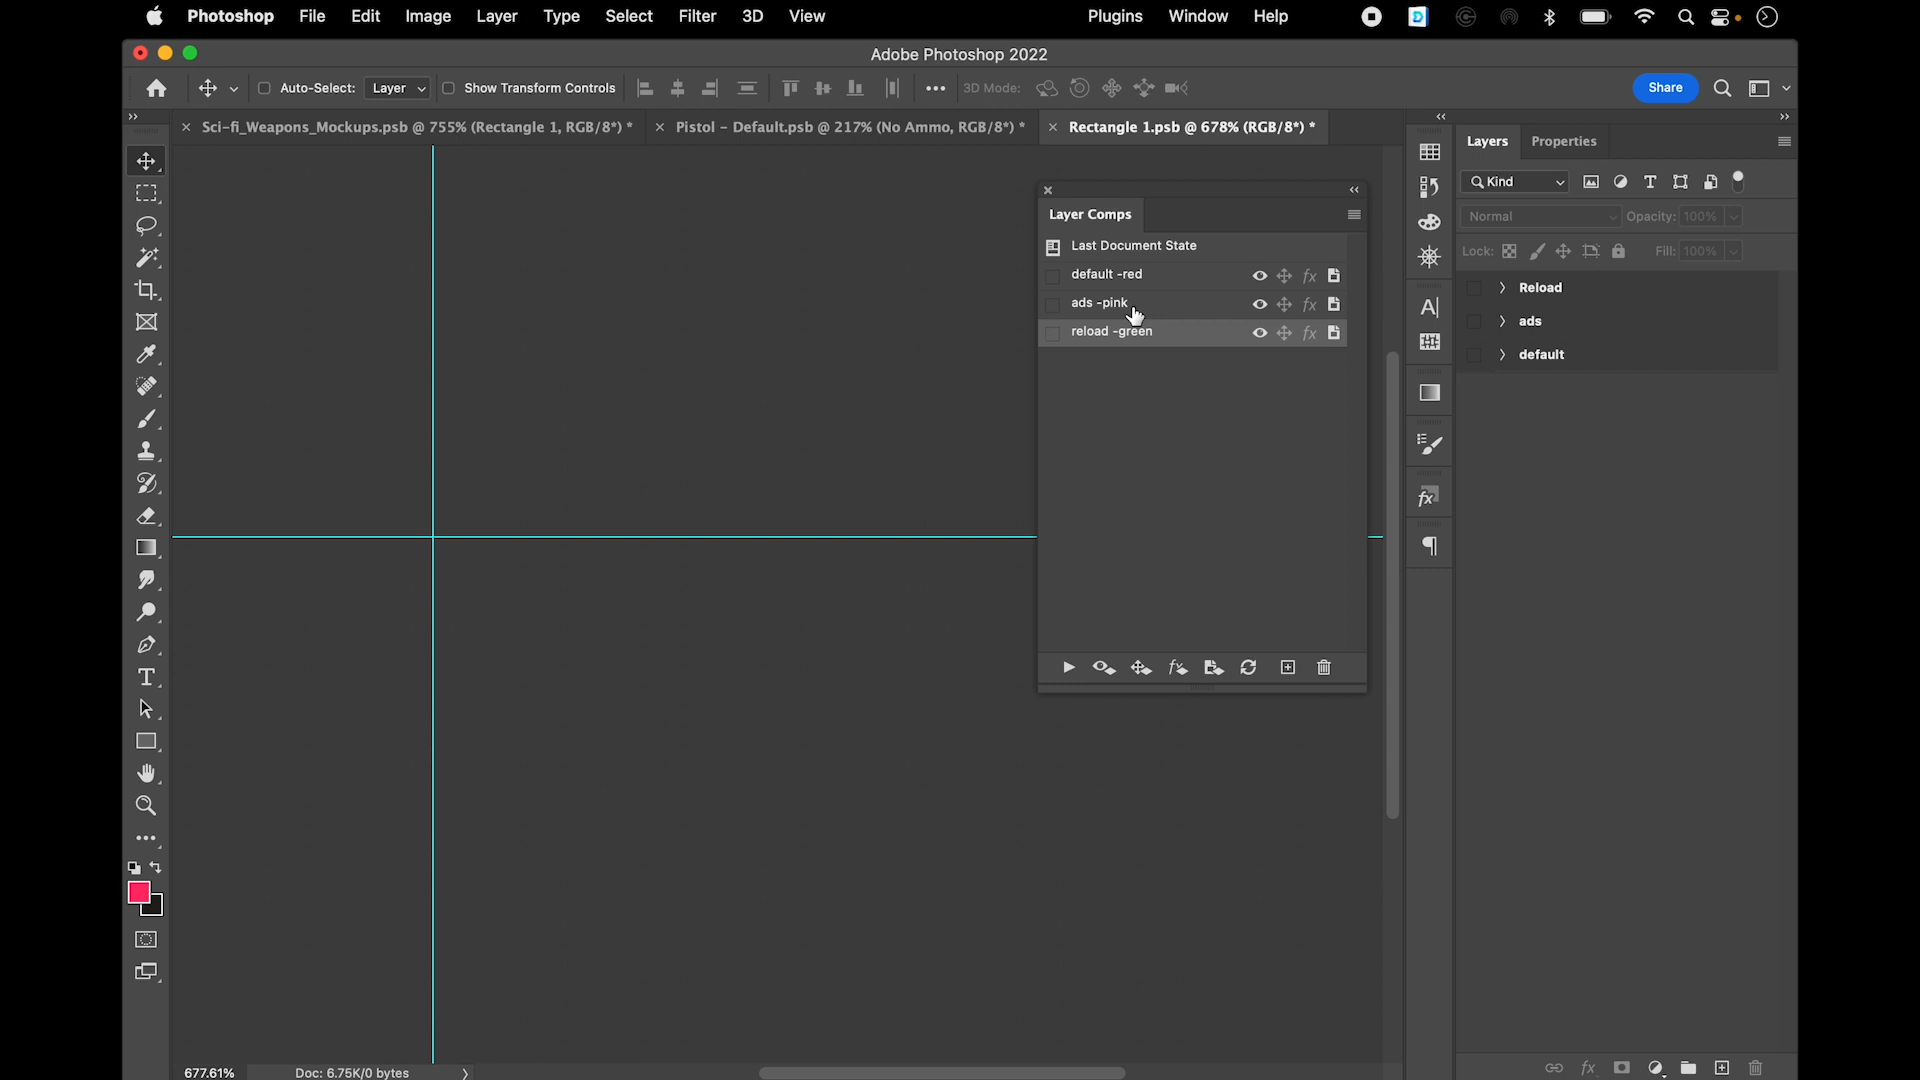 Photoshop File Edit Image Layer Type Select Filter 3D View Plugins Window Help
Adobe Photoshop 2022
Auto-Select: Layer Show Transform Controls 3D Mode: Share
Sci-fi_Weapons_Mockups.psb @ 755% (Rectangle 1, RGB/8*) * Pistol - Default.psb @ 217% (No Ammo, RGB/8*) * Rectangle 1.psb @ 678% (RGB/8*) *
Layers Properties
Kind
Normal Opacity: 100%
Lock: Fill: 100%
Reload
ads
default
Layer Comps
Last Document State
default -red
ads -pink
reload -green
677.61% Doc: 6.75K/0 bytes